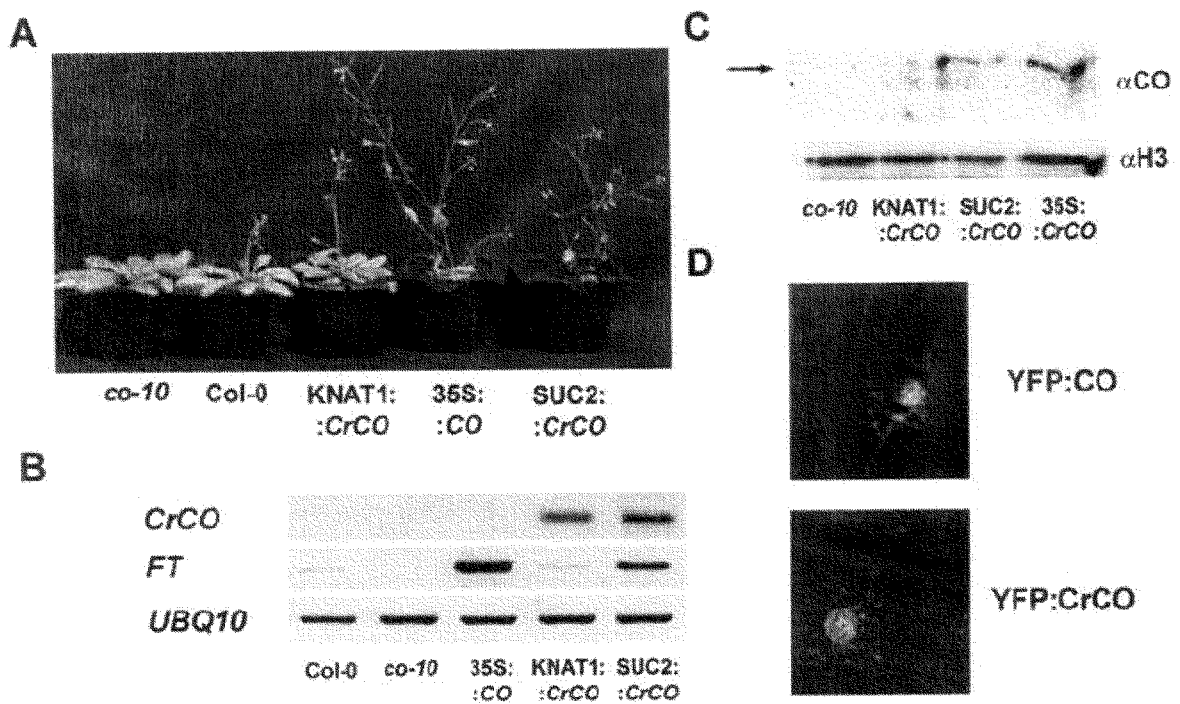 A
co-10 Col-0 KNAT1: 35S: SUC2:
:CrCO :CO :CrCO
B
CrCO
FT
UBQ10
Col-0 co-10 35S: KNAT1: SUC2:
:CO :CrCO :CrCO
C
αCO
αH3
co-10 KNAT1: SUC2: 35S:
:CrCO :CrCO :CrCO
D
YFP:CO
YFP:CrCO